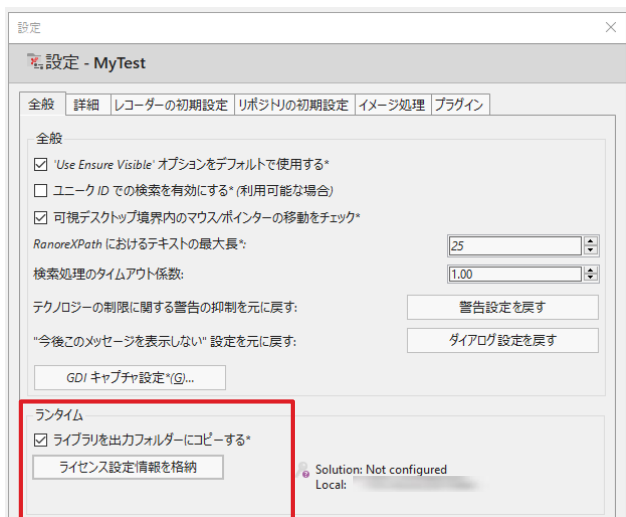 設定
設定 - MyTest
全般 詳細 レコーダーの初期設定 リポジトリの初期設定 イメージ処理 プラグイン
全般
'Use Ensure Visible' オプションをデフォルトで使用する*
ユニーク ID での検索を有効にする* (利用可能な場合)
可視デスクトップ境界内のマウス/ポインターの移動をチェック*
RanoreXPath におけるテキストの最大長*: 25
検索処理のタイムアウト係数: 1.00
テクノロジーの制限に関する警告の抑制を元に戻す: 警告設定を戻す
"今後このメッセージを表示しない" 設定を元に戻す: ダイアログ設定を戻す
GDI キャプチャ設定*(G)...
ランタイム
ライブラリを出力フォルダーにコピーする*
ライセンス設定情報を格納 Solution: Not configured
Local: